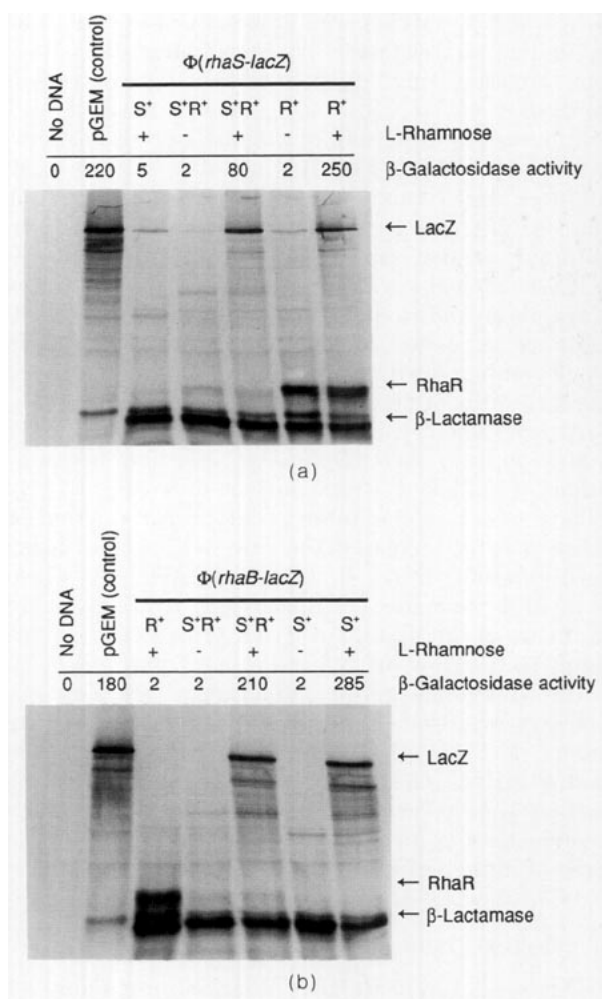 Φ(rhaS-lacZ)
No DNA
pGEM (control)
S⁺ S⁺R⁺ S⁺R⁺ R⁺ R⁺
+ - + - + L-Rhamnose
0 220 5 2 80 2 250 β-Galactosidase activity
← LacZ
← RhaR
← β-Lactamase
(a)
Φ(rhaB-lacZ)
No DNA
pGEM (control)
R⁺ S⁺R⁺ S⁺R⁺ S⁺ S⁺
+ - + - + L-Rhamnose
0 180 2 2 210 2 285 β-Galactosidase activity
← LacZ
← RhaR
← β-Lactamase
(b)